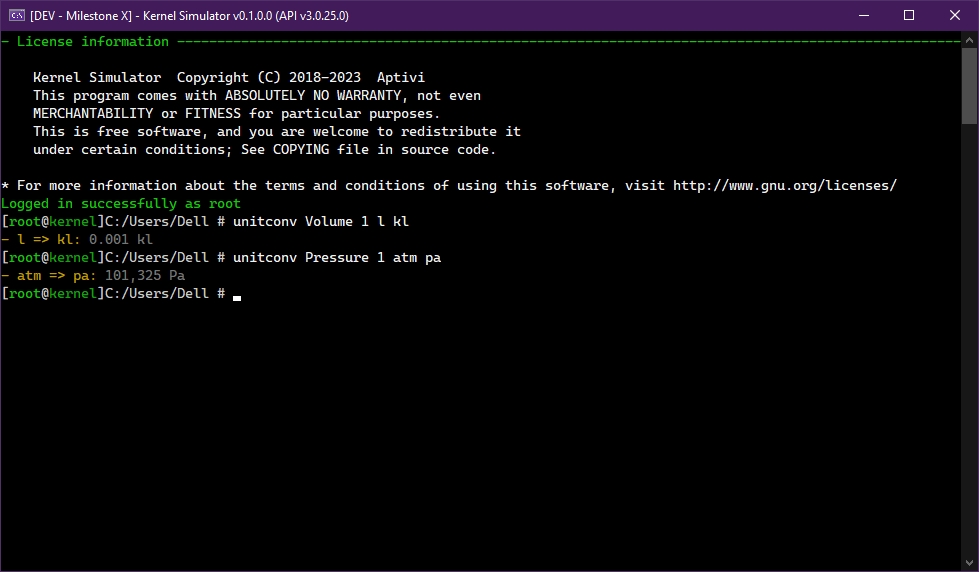 [DEV - Milestone X] - Kernel Simulator v0.1.0.0 (API v3.0.25.0)
- License information
Kernel Simulator  Copyright (C) 2018-2023  Aptivi
This program comes with ABSOLUTELY NO WARRANTY, not even
MERCHANTABILITY or FITNESS for particular purposes.
This is free software, and you are welcome to redistribute it
under certain conditions; See COPYING file in source code.
* For more information about the terms and conditions of using this software, visit http://www.gnu.org/licenses/
Logged in successfully as root
[root@kernel]C:/Users/Dell # unitconv Volume 1 l kl
- l => kl: 0.001 kl
[root@kernel]C:/Users/Dell # unitconv Pressure 1 atm pa
- atm => pa: 101,325 Pa
[root@kernel]C:/Users/Dell #